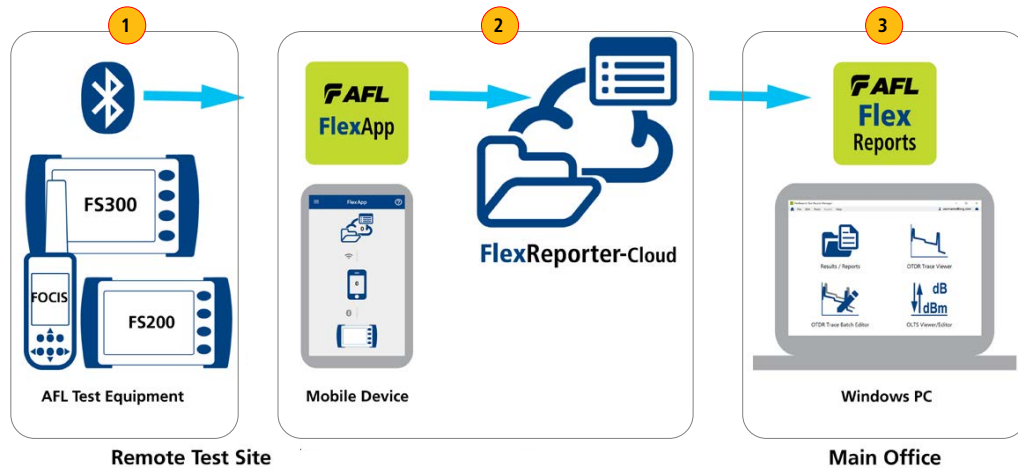 1
2
3
AFL
FlexApp
AFL
Flex
Reports
FS300
FOCIS
FS200
FlexApp
6
FlexReporter-Cloud
Results / Reports
OTDR Trace Viewer
dB
dBm
OTDR Trace Batch Editor
OLTS Viewer/Editor
AFL Test Equipment
Mobile Device
Windows PC
Remote Test Site
Main Office